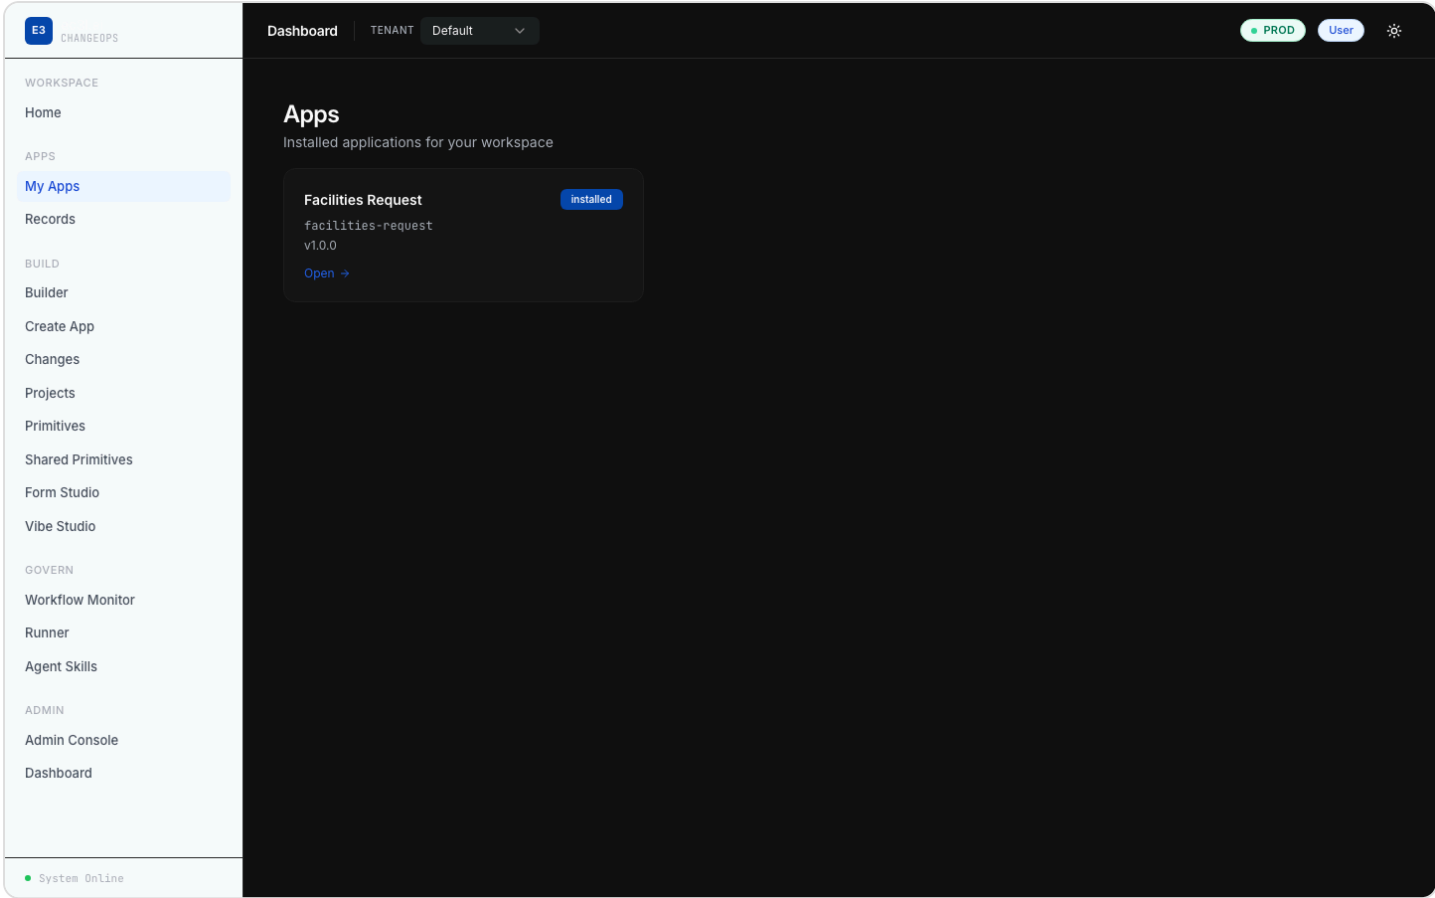 E3 CHANGEOPS
WORKSPACE
Home
APPS
My Apps
Records
BUILD
Builder
Create App
Changes
Projects
Primitives
Shared Primitives
Form Studio
Vibe Studio
GOVERN
Workflow Monitor
Runner
Agent Skills
ADMIN
Admin Console
Dashboard
System Online
Dashboard TENANT Default PROD User
Apps
Installed applications for your workspace
Facilities Request installed
facilities-request
v1.0.0
Open →